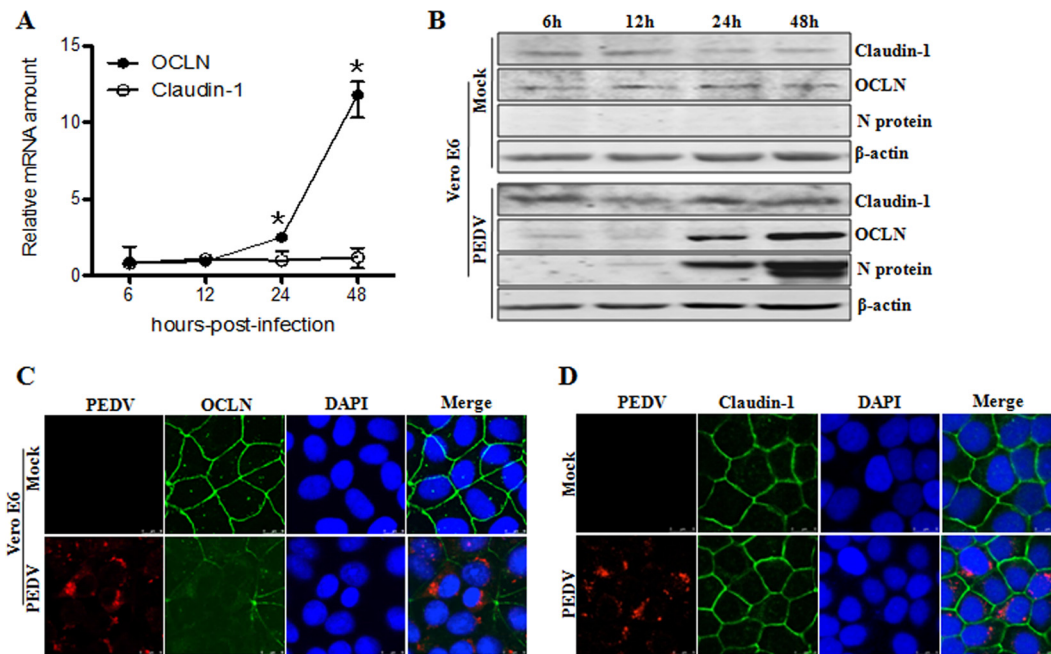 A
Relative mRNA amount
15
10
5
0
OCLN
Claudin-1
*
*
6
12
24
48
hours-post-infection
B
6h 12h 24h 48h
Vero E6
Mock
Claudin-1
OCLN
N protein
β-actin
PEDV
Claudin-1
OCLN
N protein
β-actin
C
PEDV OCLN DAPI Merge
Vero E6
Mock
PEDV
D
PEDV Claudin-1 DAPI Merge
Mock
PEDV